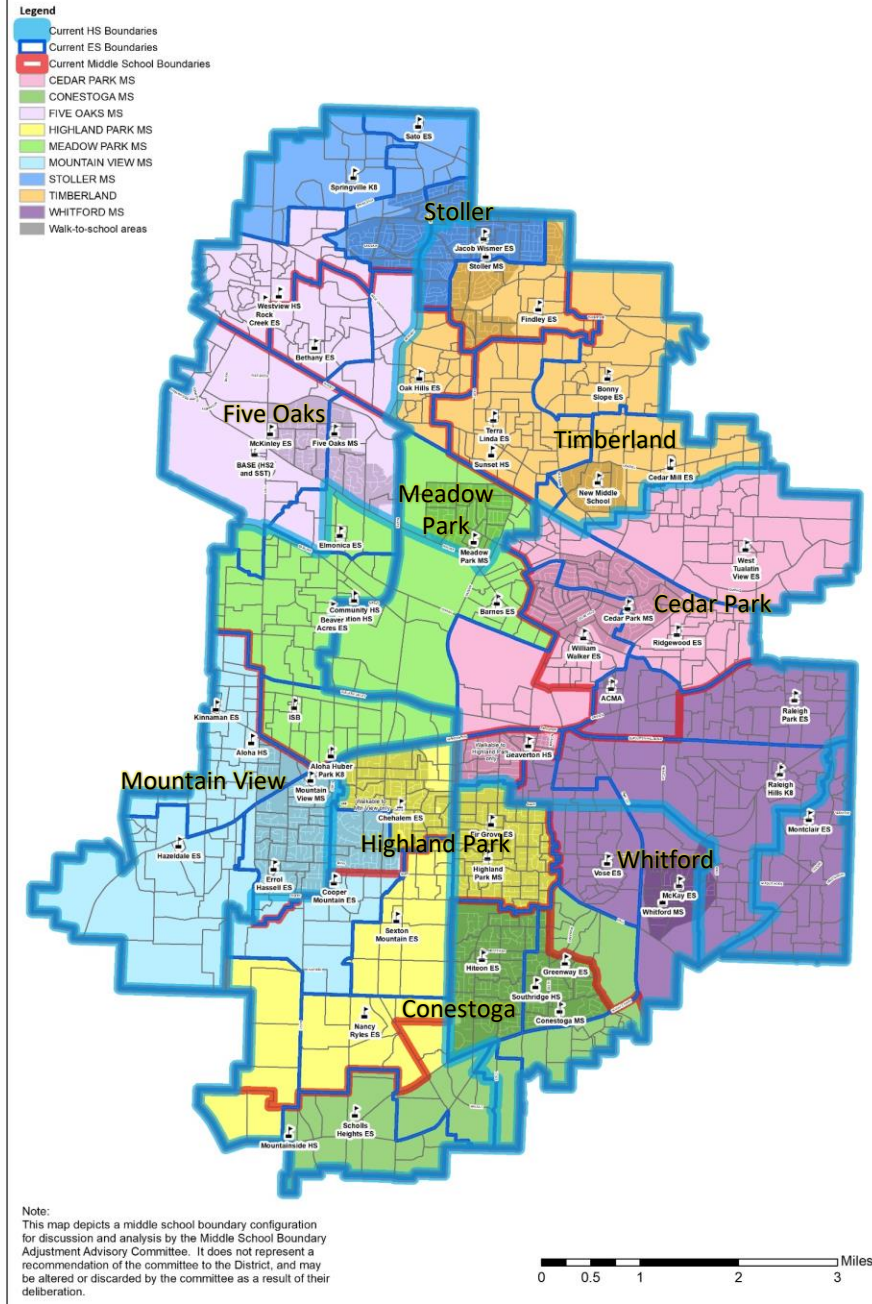 Legend
Current HS Boundaries
Current ES Boundaries
Current Middle School Boundaries
CEDAR PARK MS
CONESTOGA MS
FIVE OAKS MS
HIGHLAND PARK MS
MEADOW PARK MS
MOUNTAIN VIEW MS
STOLLER MS
TIMBERLAND
WHITFORD MS
Walk-to-school areas
Sato ES
Springville K8
Stoller
Jacob Wismer ES
Stoller MS
Westview HS
Rock
Creek ES
Findley ES
Bethany ES
Oak Hills ES
Bonny
Slope ES
Five Oaks
Terra
Linda ES
Timberland
McKinley ES
Five Oaks MS
BASE (HS2
and SST)
Sunset HS
Cedar Mill ES
New Middle
School
Meadow
Park
Elmonica ES
Meadow
Park MS
West
Tualatin
View ES
Community HS
Beaver
Acres ES
Barnes ES
Cedar Park MS
Cedar Park
William
Walker ES
Ridgewood ES
ACMA
Raleigh
Park ES
Kinnaman ES
ISB
Aloha HS
Walkable to
Highland Park
only
Beaverton HS
Aloha Huber
Park K8
Mountain View
Mountain
View MS
Raleigh
Hills K8
Chehalem ES
Montclair ES
Highland Park
Fir Grove ES
Hazeldale ES
Highland
Park MS
Whitford
Vose ES
Errol
Hassell ES
Cooper
Mountain ES
McKay ES
Whitford MS
Sexton
Mountain ES
Hiteon ES
Greenway ES
Southridge HS
Conestoga
Conestoga MS
Nancy
Ryles ES
Scholls
Heights ES
Mountainside HS
Note:
This map depicts a middle school boundary configuration
for discussion and analysis by the Middle School Boundary
Adjustment Advisory Committee. It does not represent a
recommendation of the committee to the District, and may
be altered or discarded by the committee as a result of their
deliberation.
Miles
0 0.5 1 2 3